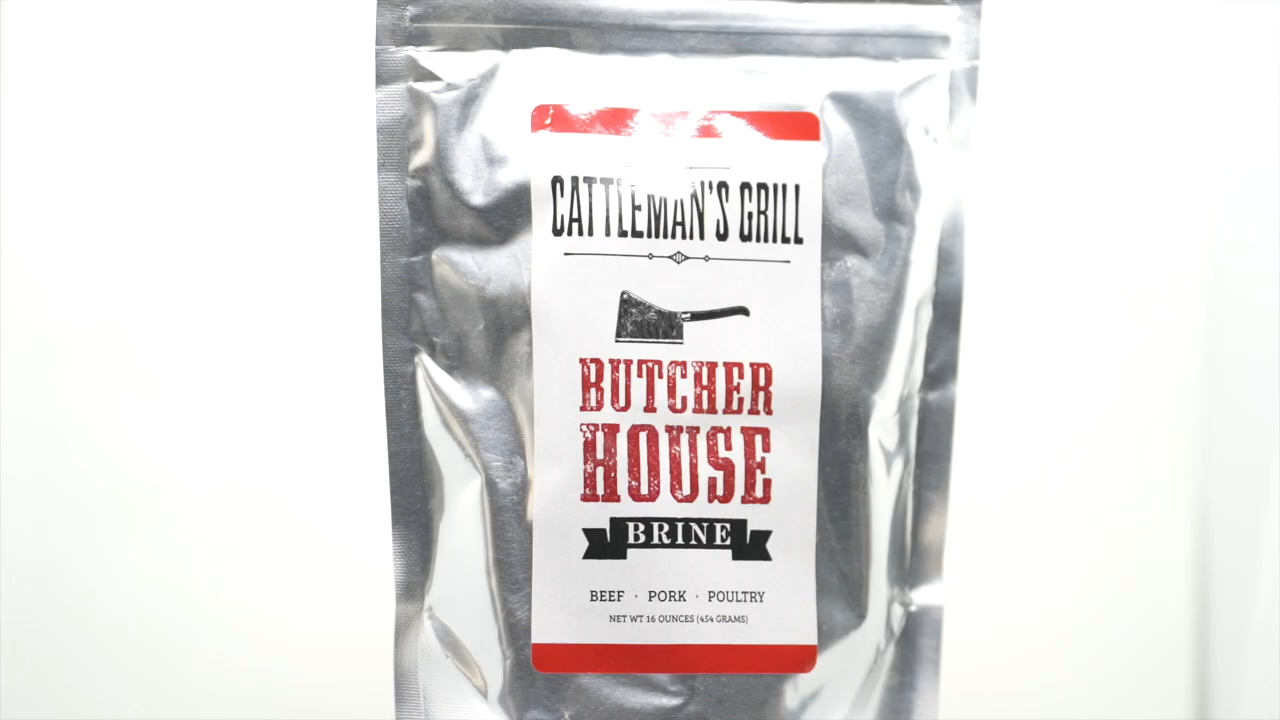 CATTLEMAN'S GRILL
BUTCHER
HOUSE
BRINE
BEEF · PORK · POULTRY
NET WT 16 OUNCES (454 GRAMS)